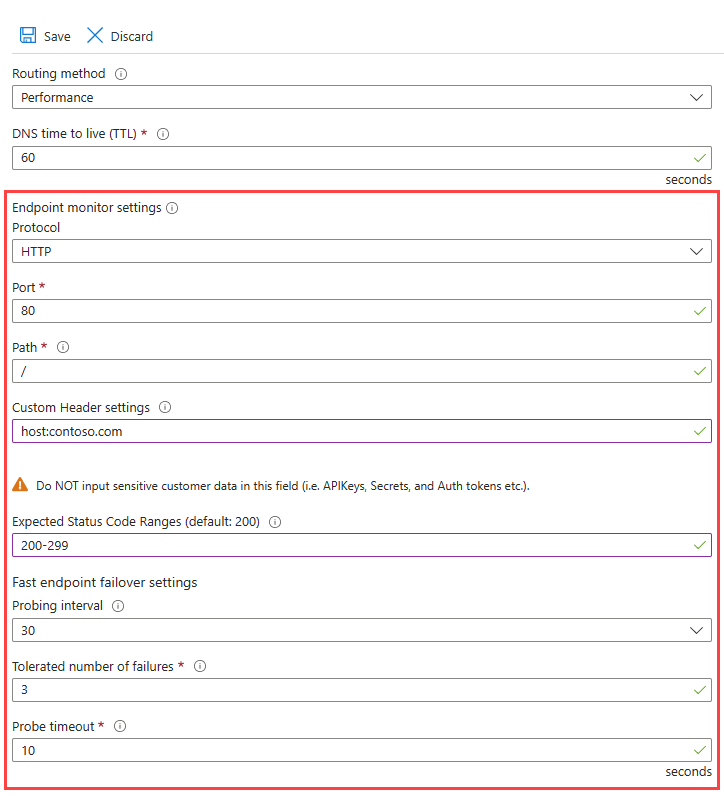 Save Discard
Routing method
Performance
DNS time to live (TTL) *
60
seconds
Endpoint monitor settings
Protocol
HTTP
Port *
80
Path *
/
Custom Header settings
host:contoso.com
Do NOT input sensitive customer data in this field (i.e. APIKeys, Secrets, and Auth tokens etc.).
Expected Status Code Ranges (default: 200)
200-299
Fast endpoint failover settings
Probing interval
30
Tolerated number of failures *
3
Probe timeout *
10
seconds